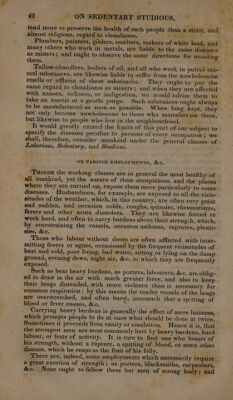 42 ON SEDENTARY STUDIOUS,
tend more to preserve the health of such people than a strict, and
almost religious, regard to cleanliness.
Plumbers, painters, gilders, smelters, makers of white lead, and
many others who work in metals, are liable to the same diseases
as miners; and ought to observe the same directions for avoiding
them.
Tallow-chandlers, boilers of oil, and all who work in putrid ani-
mal substances, are likewise liable to suffer from the unwholesome
smells or effluvia of these substances. They ought to pay the
same regard to cleanliness as miners; and when they are affected
with nausea, sickness, or indigestion, we would advise them to
take an emetic or a gentle purge. Such substances ought always
to be manufactured as soon as possible. When long kept, they
not only become unwholesome to those who manufacture them,
but likewise to people who live in the neighbourhood.
It would greatly exceed the limits of this part of our subject to
specify the diseases peculiar to persons of every occupation; we
shall, therefore, consider mankind under the general classes of
Laborious, Sedentary, and Studious.
ON VARIOUS EMPLOYMENTS, &c.
THOUGH the working classes are in general the most healthy of
all mankind, yet the nature of their occupations, and the places
where they are carried on, expose them more particularly to some
diseases. Husbandmen, for example, are exposed to all the vicis-
situdes of the weather, which, in this country, are often very great
and sudden, and occasion colds, coughs, quinsies, rheumatisms,
fevers and other acute disorders. They are likewise forced to
work hard, and often to carry burdens above their strength, which,
by overstraining the vessels, occasion asthmas, ruptures, pleuri-
sies, &c.
Those who labour without doors are often afflicted with inter-
mitting fevers or agues, occasioned by the frequent vicissitudes of
heat and cold, poor living, bad water, sitting or lying on the damp
ground, evening dews, night air, &c. to which they are frequently
exposed.
Such as bear heavy burdens, as porters, labourers, &c. are oblig-
ed to draw in the air with much greater force, and also to keep
their lungs distended, with more violence than is necessary for
common respiration: by this means the tender vessels of the lungs
are overstretched, and often burst, insomuch that a spitting of
blood or fever ensues, &c.
Carrying heavy burdens is generally the effect of mere laziness,
which prompts people to do at once what should be done at twice.
Sometimes it proceeds from vanity or emulation. Hence it is, that
the strongest men are most commonly hurt by heavy burdens, hard
labour, or feats of activity. It is rare to find one who boasts of
his strength, without a rupture, a spitting of blood, or some other
disease, which he reaps as the fruit of his folly.
There are, indeed, some employments which necessarily require
a great exertion of strength; as porters, blacksmiths, carpenters,
&c. None ought to follow these but men of strong body; and